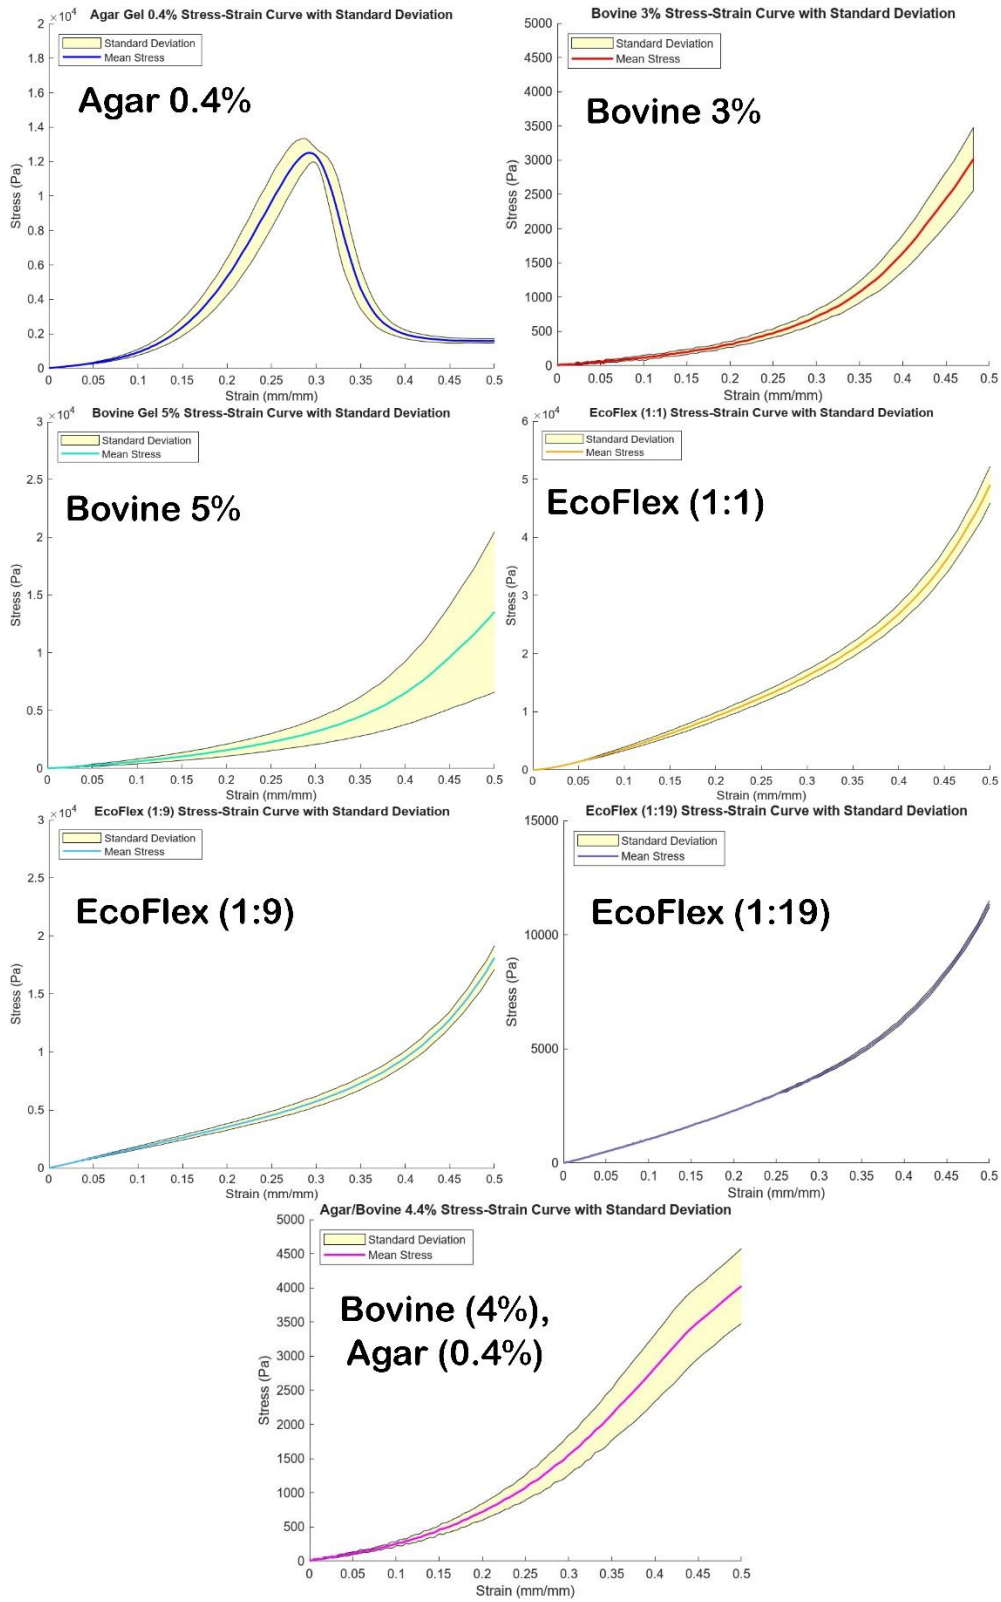 Agar Gel 0.4% Stress-Strain Curve with Standard Deviation
×10⁴
Standard Deviation
Mean Stress
Agar 0.4%
2
1.8
1.6
1.4
1.2
1
0.8
0.6
0.4
0.2
0
Stress (Pa)
0 0.05 0.1 0.15 0.2 0.25 0.3 0.35 0.4 0.45 0.5
Strain (mm/mm)
Bovine 3% Stress-Strain Curve with Standard Deviation
Standard Deviation
Mean Stress
Bovine 3%
5000
4500
4000
3500
3000
2500
2000
1500
1000
500
0
Stress (Pa)
0 0.05 0.1 0.15 0.2 0.25 0.3 0.35 0.4 0.45 0.5
Strain (mm/mm)
Bovine Gel 5% Stress-Strain Curve with Standard Deviation
×10⁴
Standard Deviation
Mean Stress
Bovine 5%
3
2.5
2
1.5
1
0.5
0
Stress (Pa)
0 0.05 0.1 0.15 0.2 0.25 0.3 0.35 0.4 0.45 0.5
Strain (mm/mm)
EcoFlex (1:1) Stress-Strain Curve with Standard Deviation
×10⁴
Standard Deviation
Mean Stress
EcoFlex (1:1)
6
5
4
3
2
1
0
Stress (Pa)
0 0.05 0.1 0.15 0.2 0.25 0.3 0.35 0.4 0.45 0.5
Strain (mm/mm)
EcoFlex (1:9) Stress-Strain Curve with Standard Deviation
×10⁴
Standard Deviation
Mean Stress
EcoFlex (1:9)
3
2.5
2
1.5
1
0.5
0
Stress (Pa)
0 0.05 0.1 0.15 0.2 0.25 0.3 0.35 0.4 0.45 0.5
Strain (mm/mm)
EcoFlex (1:19) Stress-Strain Curve with Standard Deviation
Standard Deviation
Mean Stress
EcoFlex (1:19)
15000
10000
5000
0
Stress (Pa)
0 0.05 0.1 0.15 0.2 0.25 0.3 0.35 0.4 0.45 0.5
Strain (mm/mm)
Agar/Bovine 4.4% Stress-Strain Curve with Standard Deviation
Standard Deviation
Mean Stress
Bovine (4%),
Agar (0.4%)
5000
4500
4000
3500
3000
2500
2000
1500
1000
500
0
Stress (Pa)
0 0.05 0.1 0.15 0.2 0.25 0.3 0.35 0.4 0.45 0.5
Strain (mm/mm)